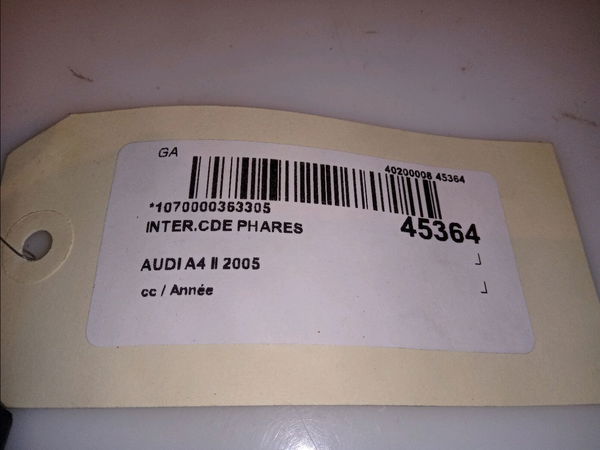 GA
40200008 45364
*1070000363305
INTER.CDE PHARES
45364
AUDI A4 II 2005
cc / Année